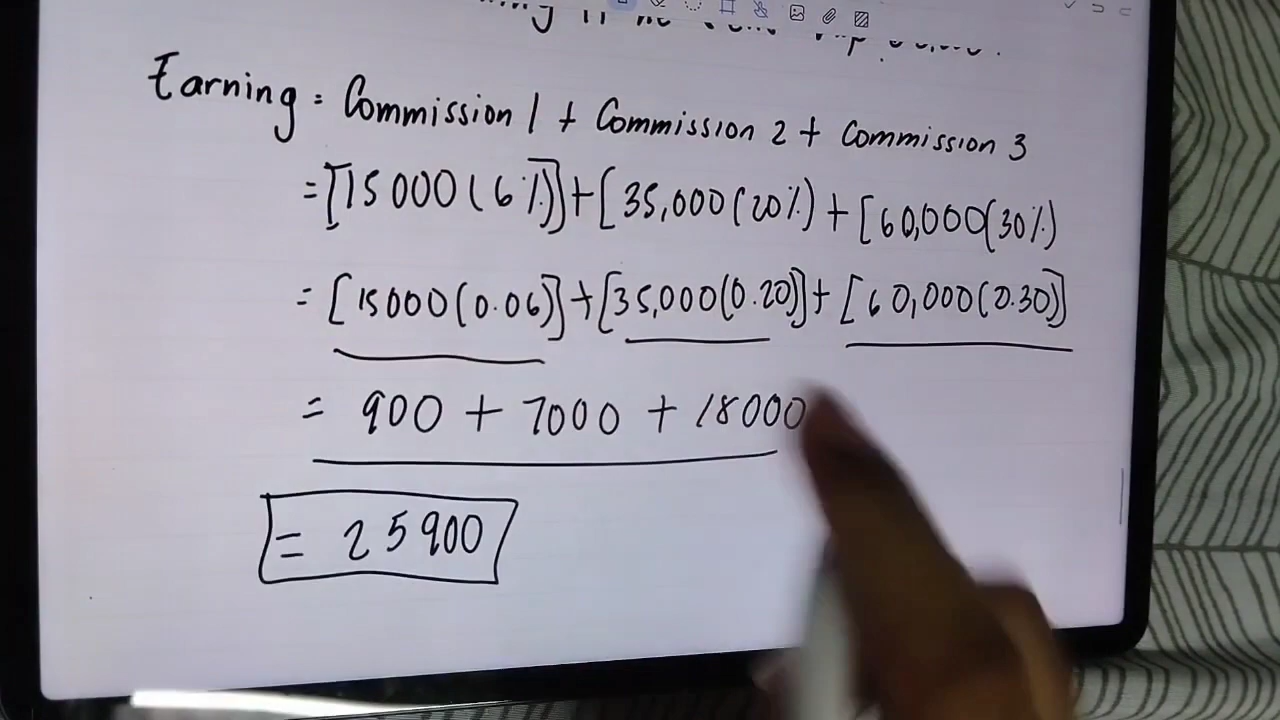 Earning = Commission 1 + Commission 2 + Commission 3
= [15000(6%)] + [35,000(20%) + [60,000(30%)
= [15000(0.06)] + [35,000(0.20)] + [60,000(0.30)]
= 900 + 7000 + 18000
= 25900